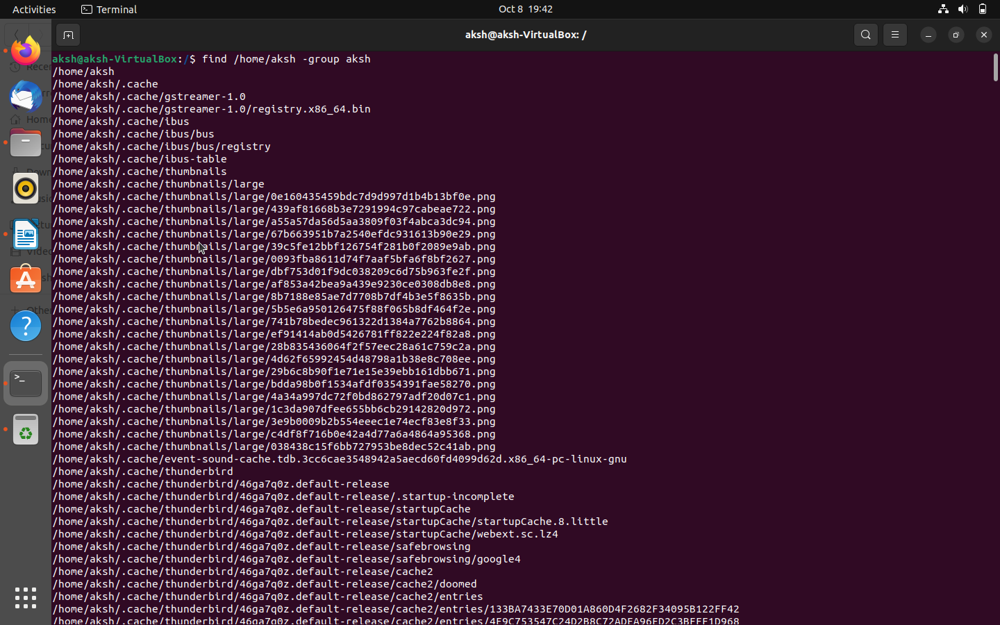 Activities
Terminal
Oct 8 19:42
aksh@aksh-VirtualBox: /
aksh@aksh-VirtualBox:/$ find /home/aksh -group aksh
/home/aksh
/home/aksh/.cache
/home/aksh/.cache/gstreamer-1.0
/home/aksh/.cache/gstreamer-1.0/registry.x86_64.bin
/home/aksh/.cache/ibus
/home/aksh/.cache/ibus/bus
/home/aksh/.cache/ibus/bus/registry
/home/aksh/.cache/ibus-table
/home/aksh/.cache/thumbnails
/home/aksh/.cache/thumbnails/large
/home/aksh/.cache/thumbnails/large/0e160435459bdc7d9d997d1b4b13bf0e.png
/home/aksh/.cache/thumbnails/large/439af81668b3e7291994c97cabeae722.png
/home/aksh/.cache/thumbnails/large/a55a57da56d5aa3809f03f4abca3dc94.png
/home/aksh/.cache/thumbnails/large/67b663951b7a2540efdc931613b90e29.png
/home/aksh/.cache/thumbnails/large/39c5fe12bbf126754f281b0f2089e9ab.png
/home/aksh/.cache/thumbnails/large/0093fba8611d74f7aaf5bfa6f8bf2627.png
/home/aksh/.cache/thumbnails/large/dbf753d01f9dc038209c6d75b963fe2f.png
/home/aksh/.cache/thumbnails/large/af853a42bea9a439e9230ce0308db8e8.png
/home/aksh/.cache/thumbnails/large/8b7188e85ae7d7708b7df4b3e5f8635b.png
/home/aksh/.cache/thumbnails/large/5b5e6a950126475f88f065b8df464f2e.png
/home/aksh/.cache/thumbnails/large/741b78bedec961322d1384a7762b8864.png
/home/aksh/.cache/thumbnails/large/ef91414ab0d5426781ff822e224f82a8.png
/home/aksh/.cache/thumbnails/large/28b835436064f2f57eec28a61c759c2a.png
/home/aksh/.cache/thumbnails/large/4d62f65992454d48798a1b38e8c708ee.png
/home/aksh/.cache/thumbnails/large/29b6c8b90f1e71e15e39ebb161dbb671.png
/home/aksh/.cache/thumbnails/large/bdda98b0f1534afdf0354391fae58270.png
/home/aksh/.cache/thumbnails/large/4a34a997dc72f0bd862797adf20d07c1.png
/home/aksh/.cache/thumbnails/large/1c3da907dfee655bb6cb29142820d972.png
/home/aksh/.cache/thumbnails/large/3e9b0009b2b554eeec1e74ecf83e8f33.png
/home/aksh/.cache/thumbnails/large/c4df8f716b0e42a4d77a6a4864a95368.png
/home/aksh/.cache/thumbnails/large/038438c15f6bb727953be8dec52c41ab.png
/home/aksh/.cache/event-sound-cache.tdb.3cc6cae3548942a5aecd60fd4099d62d.x86_64-pc-linux-gnu
/home/aksh/.cache/thunderbird
/home/aksh/.cache/thunderbird/46ga7q0z.default-release
/home/aksh/.cache/thunderbird/46ga7q0z.default-release/.startup-incomplete
/home/aksh/.cache/thunderbird/46ga7q0z.default-release/startupCache
/home/aksh/.cache/thunderbird/46ga7q0z.default-release/startupCache/startupCache.8.little
/home/aksh/.cache/thunderbird/46ga7q0z.default-release/startupCache/webext.sc.lz4
/home/aksh/.cache/thunderbird/46ga7q0z.default-release/safebrowsing
/home/aksh/.cache/thunderbird/46ga7q0z.default-release/safebrowsing/google4
/home/aksh/.cache/thunderbird/46ga7q0z.default-release/cache2
/home/aksh/.cache/thunderbird/46ga7q0z.default-release/cache2/doomed
/home/aksh/.cache/thunderbird/46ga7q0z.default-release/cache2/entries
/home/aksh/.cache/thunderbird/46ga7q0z.default-release/cache2/entries/133BA7433E70D01A860D4F2682F34095B122FF42
/home/aksh/.cache/thunderbird/46ga7q0z.default-release/cache2/entries/4E9C753547C24D2B8C72ADFA96ED2C3BFFF1D968